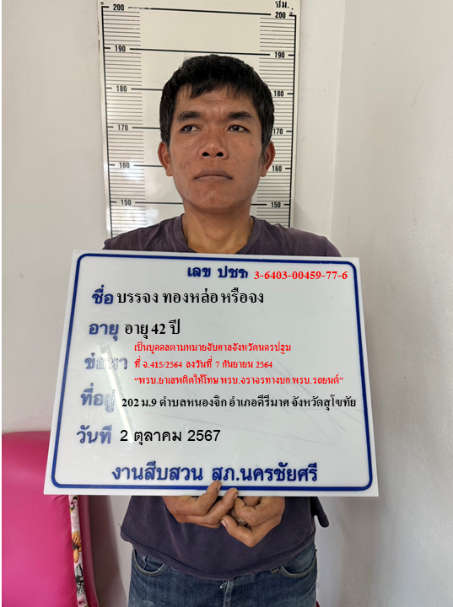 ซม.
200 200
190 190
180 180
170 170
160 160
150 150
เลข ปชช 3-6403-00459-77-6
ชื่อ บรรจง ทองหล่อ หรือจง
อายุ อายุ 42 ปี
เป็นบุคคลตามหมายจับศาลจังหวัดนครปฐม
ข้อหา ที่ จ.415/2564 ลงวันที่ 7 กันยายน 2564
“พรบ.ยาเสพติดให้โทษ พรบ.จราจรทางบก พรบ.รถยนต์”
ที่อยู่ 202 ม.9 ตำบลหนองจิก อำเภอคีรีมาศ จังหวัดสุโขทัย
วันที่ 2 ตุลาคม 2567
งานสืบสวน สภ.นครชัยศรี